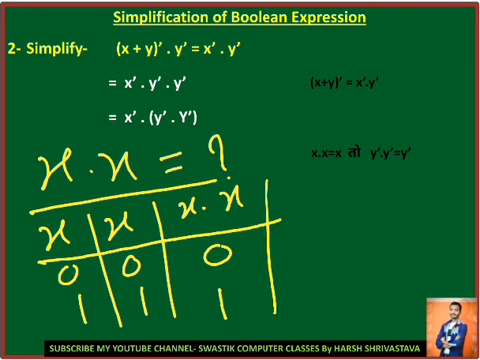 Simplification of Boolean Expression
2- Simplify- (x + y)’ . y’ = x’ . y’
= x’ . y’ . y’
(x+y)’ = x’.y’
= x’ . (y’ . Y’)
x.x=x तो y’.y’=y’
x . x = ?
x x x . x
0 0 0
1 1 1
SUBSCRIBE MY YOUTUBE CHANNEL- SWASTIK COMPUTER CLASSES By HARSH SHRIVASTAVA